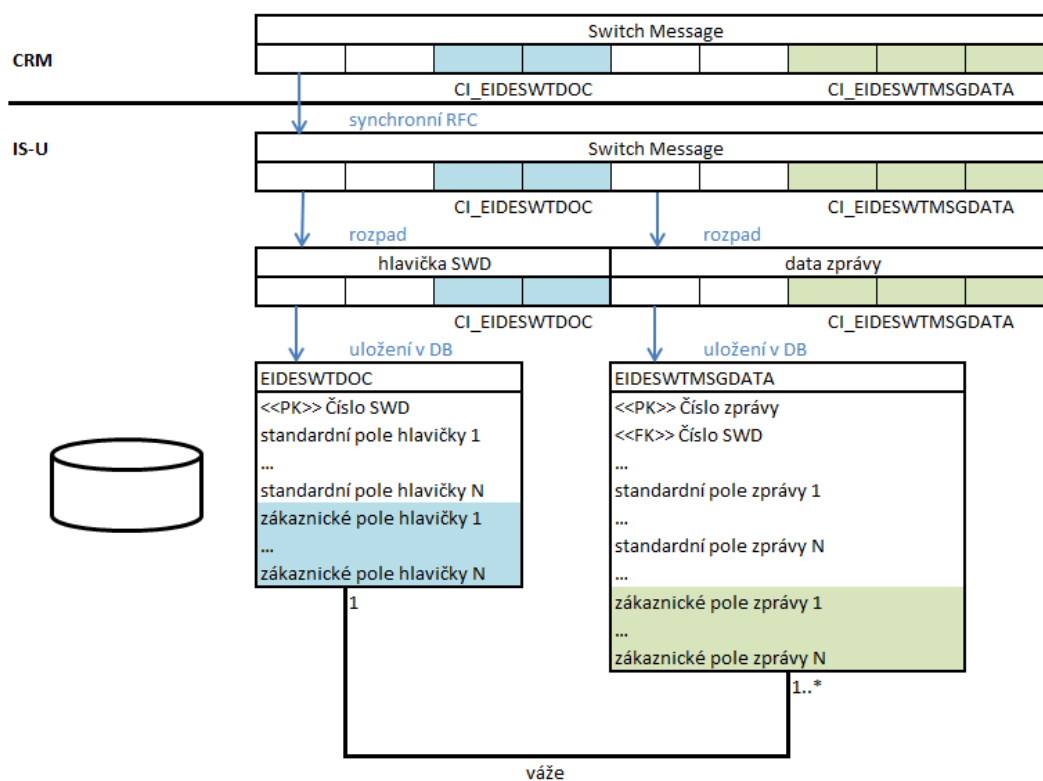 Switch Message
CRM
CI_EIDESWTDOC CI_EIDESWTMSGDATA
synchronní RFC
IS-U
Switch Message
CI_EIDESWTDOC CI_EIDESWTMSGDATA
rozpad rozpad
hlavička SWD data zprávy
CI_EIDESWTDOC CI_EIDESWTMSGDATA
uložení v DB uložení v DB
EIDESWTDOC
<<PK>> Číslo SWD
standardní pole hlavičky 1
...
standardní pole hlavičky N
zákaznické pole hlavičky 1
...
zákaznické pole hlavičky N
1
EIDESWTMSGDATA
<<PK>> Číslo zprávy
<<FK>> Číslo SWD
...
standardní pole zprávy 1
...
standardní pole zprávy N
...
zákaznické pole zprávy 1
...
zákaznické pole zprávy N
1..*
váže